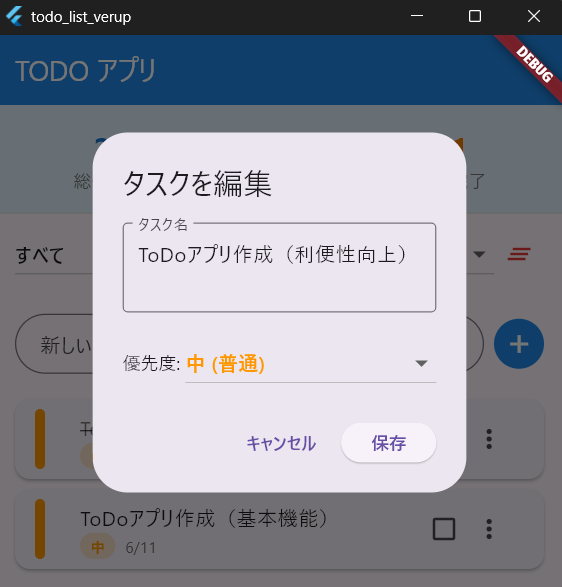 todo_list_verup
TODO アプリ
DEBUG
タスクを編集
タスク名
ToDoアプリ作成（利便性向上）
すべて
新しい
優先度: 中 (普通)
キャンセル
保存
ToDoアプリ作成（基本機能）
中
6/11